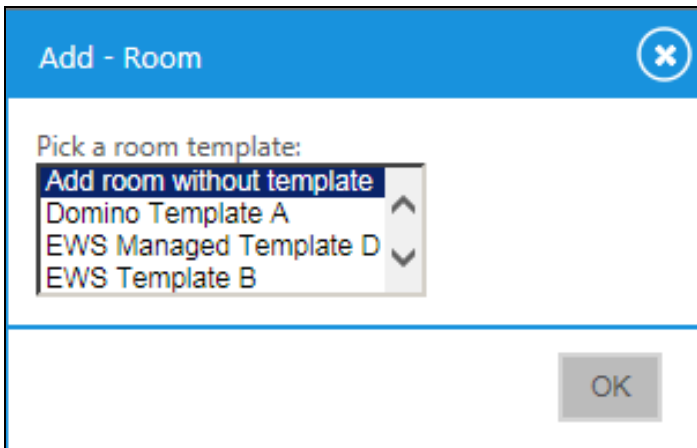 Add - Room
Pick a room template:
Add room without template
Domino Template A
EWS Managed Template D
EWS Template B
OK